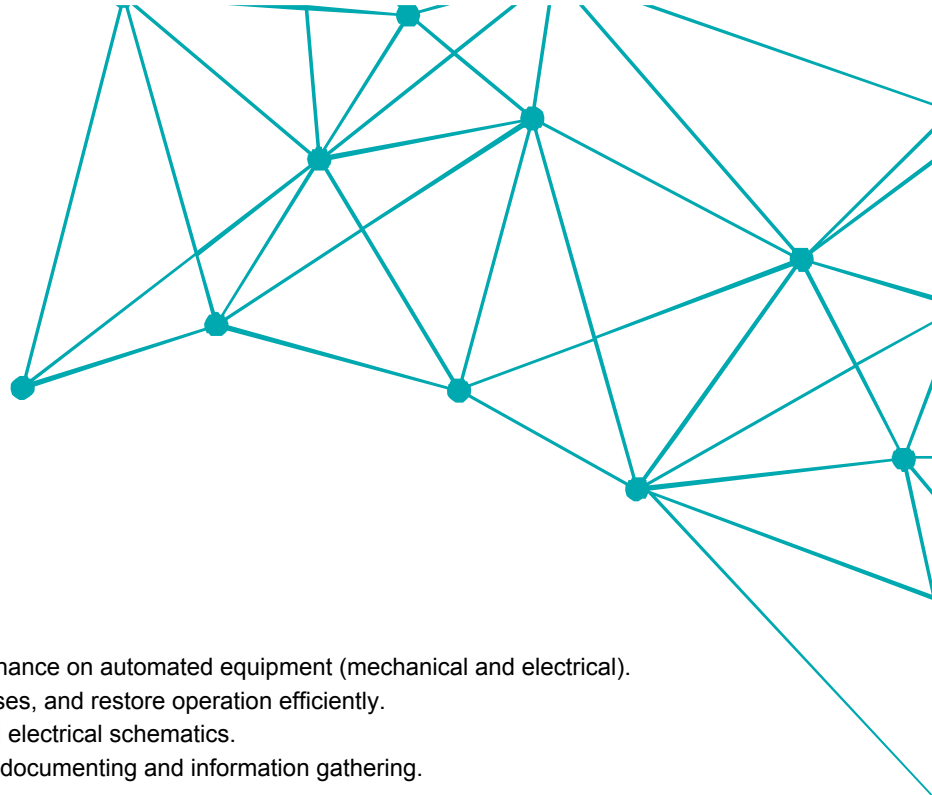 nance on automated equipment (mechanical and electrical).
ses, and restore operation efficiently.
electrical schematics.
documenting and information gathering.